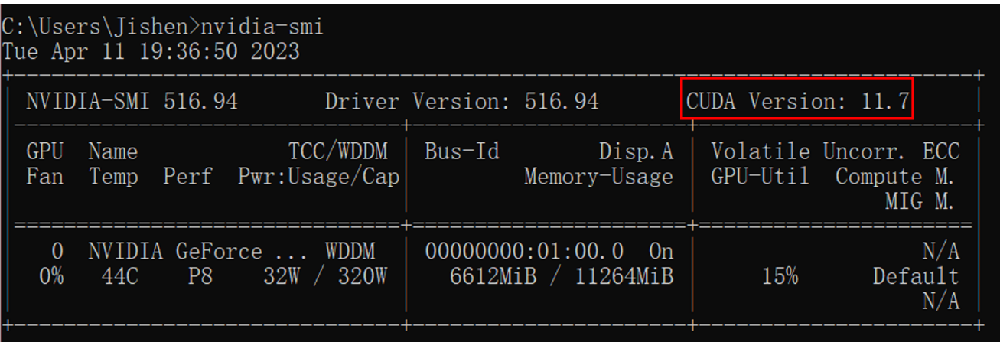 C:\Users\Jishen>nvidia-smi
Tue Apr 11 19:36:50 2023
NVIDIA-SMI 516.94 Driver Version: 516.94 CUDA Version: 11.7
GPU Name TCC/WDDM Bus-Id Disp.A Volatile Uncorr. ECC
Fan Temp Perf Pwr:Usage/Cap Memory-Usage GPU-Util Compute M.
MIG M.
0 NVIDIA GeForce ... WDDM 00000000:01:00.0 On N/A
0% 44C P8 32W / 320W 6612MiB / 11264MiB 15% Default
N/A